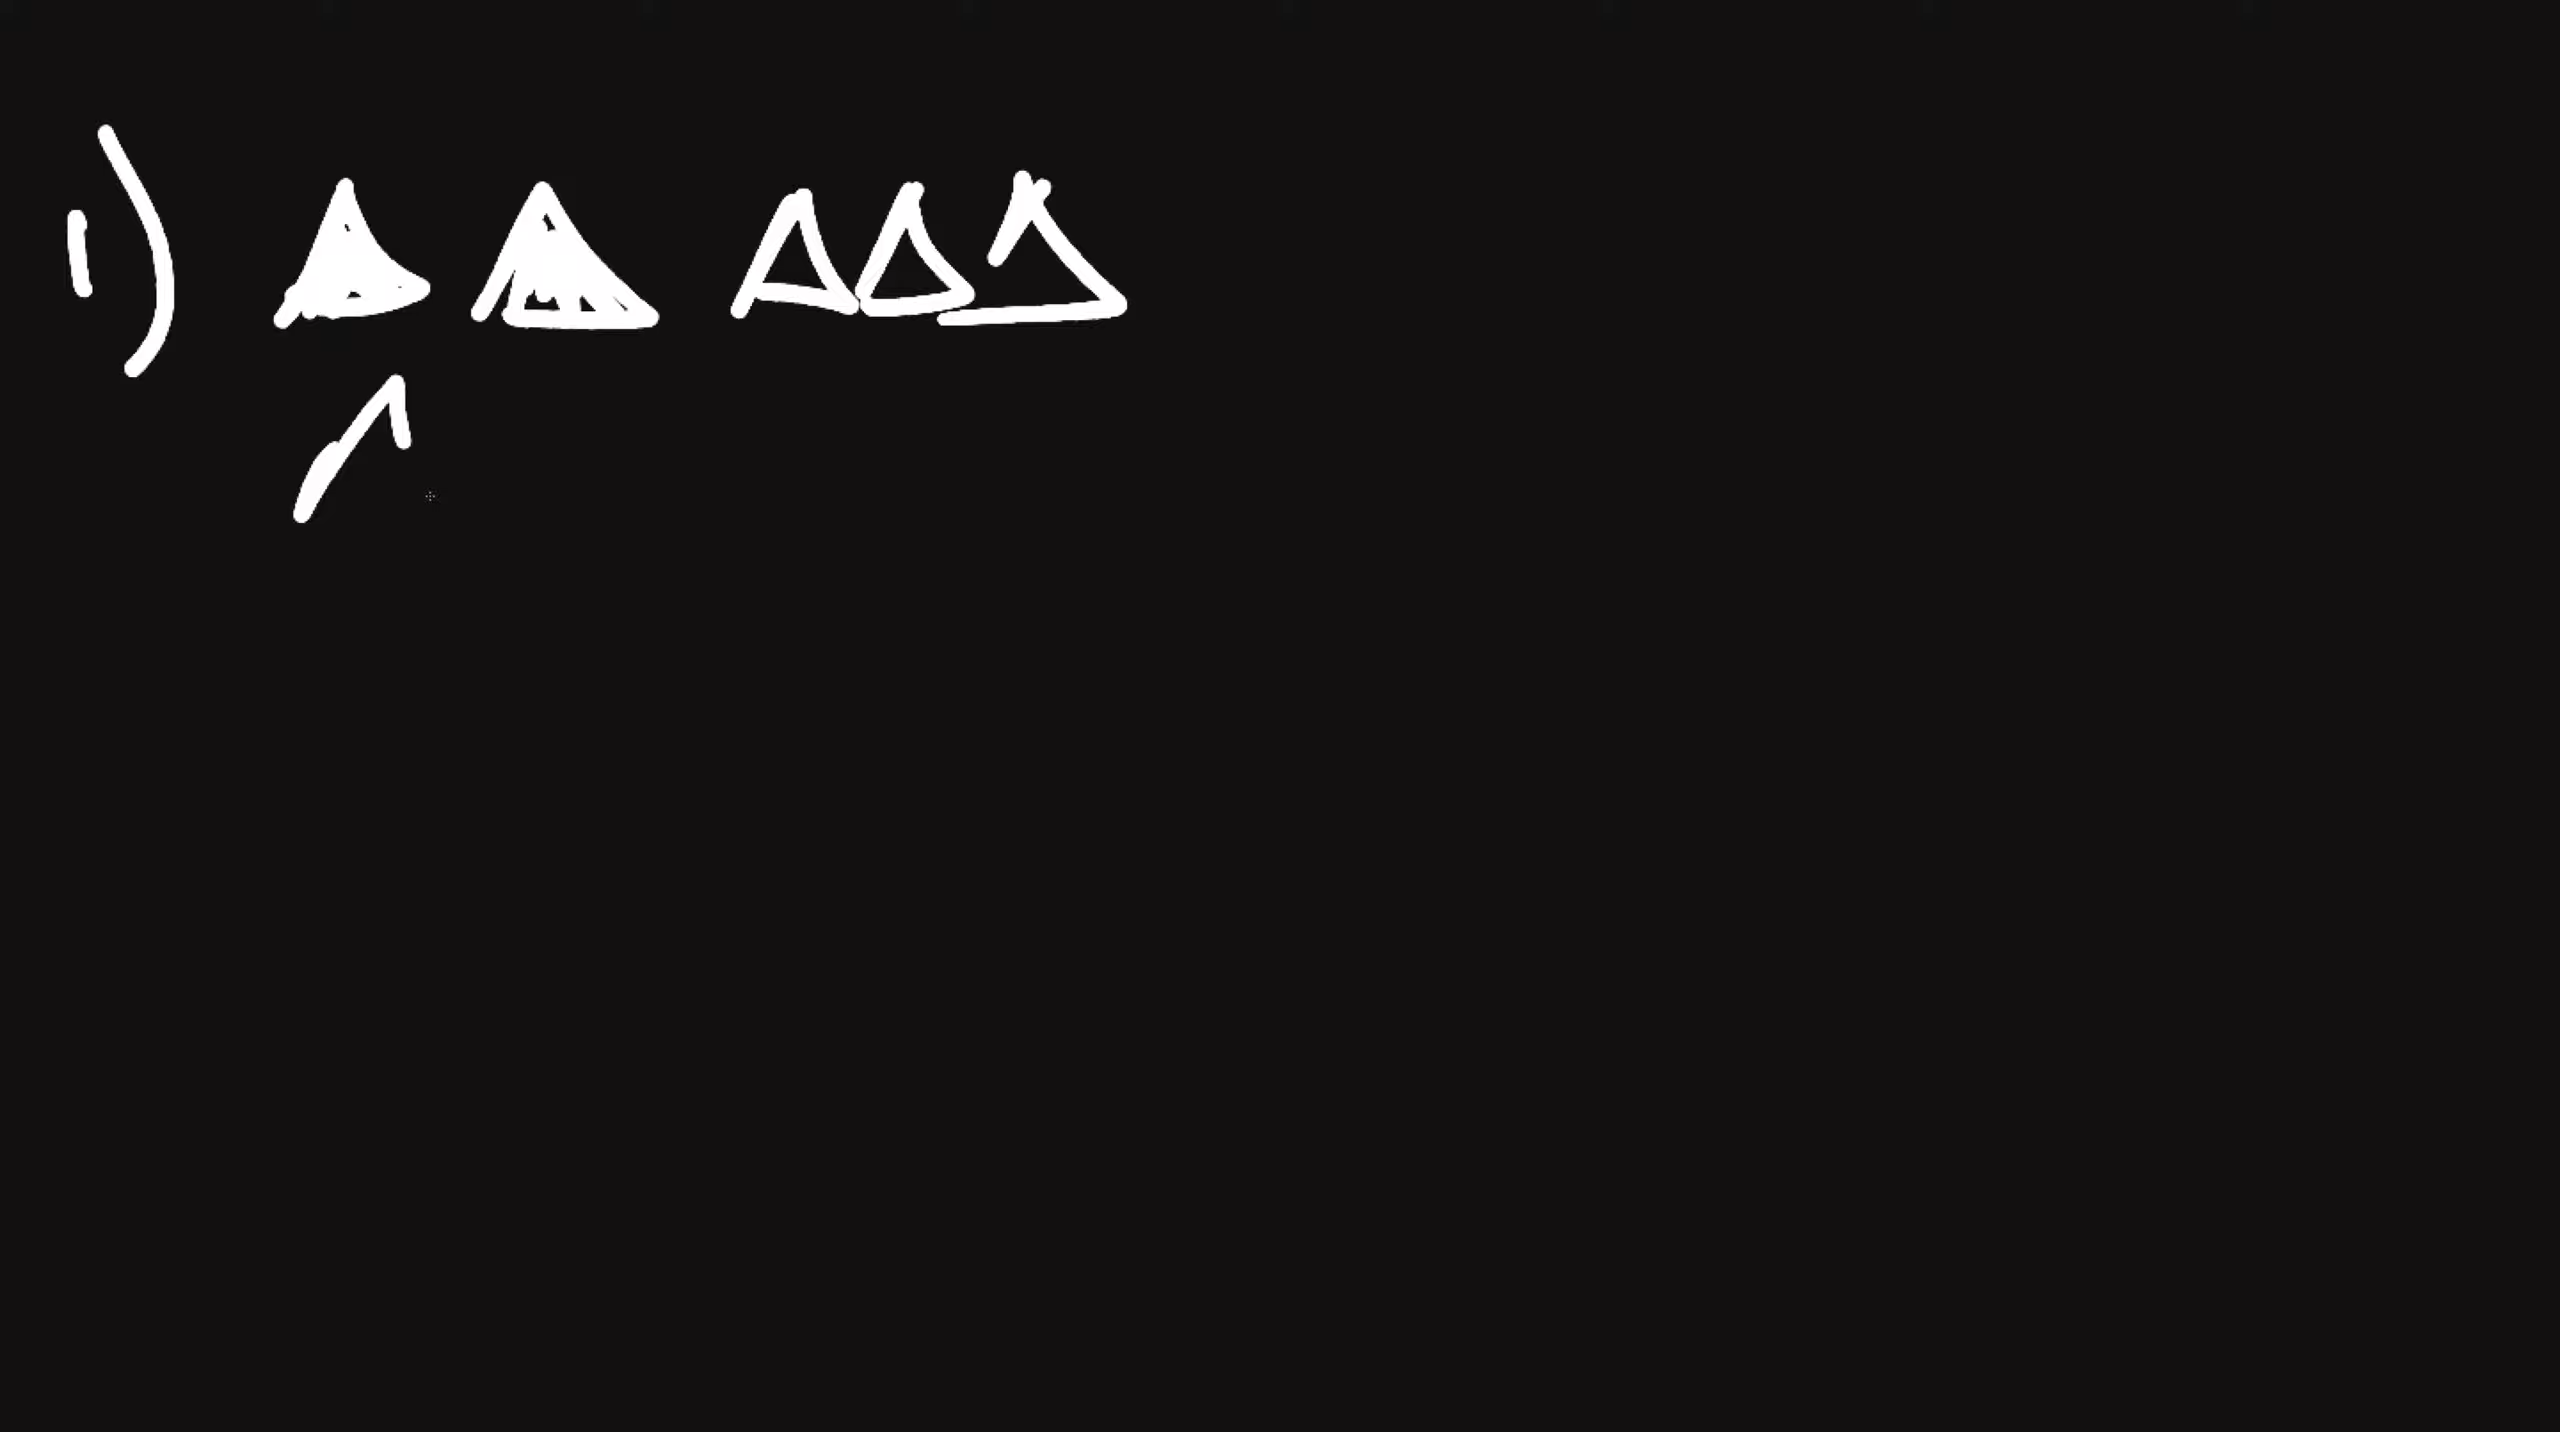 1) ▲ ▲ △ △ △